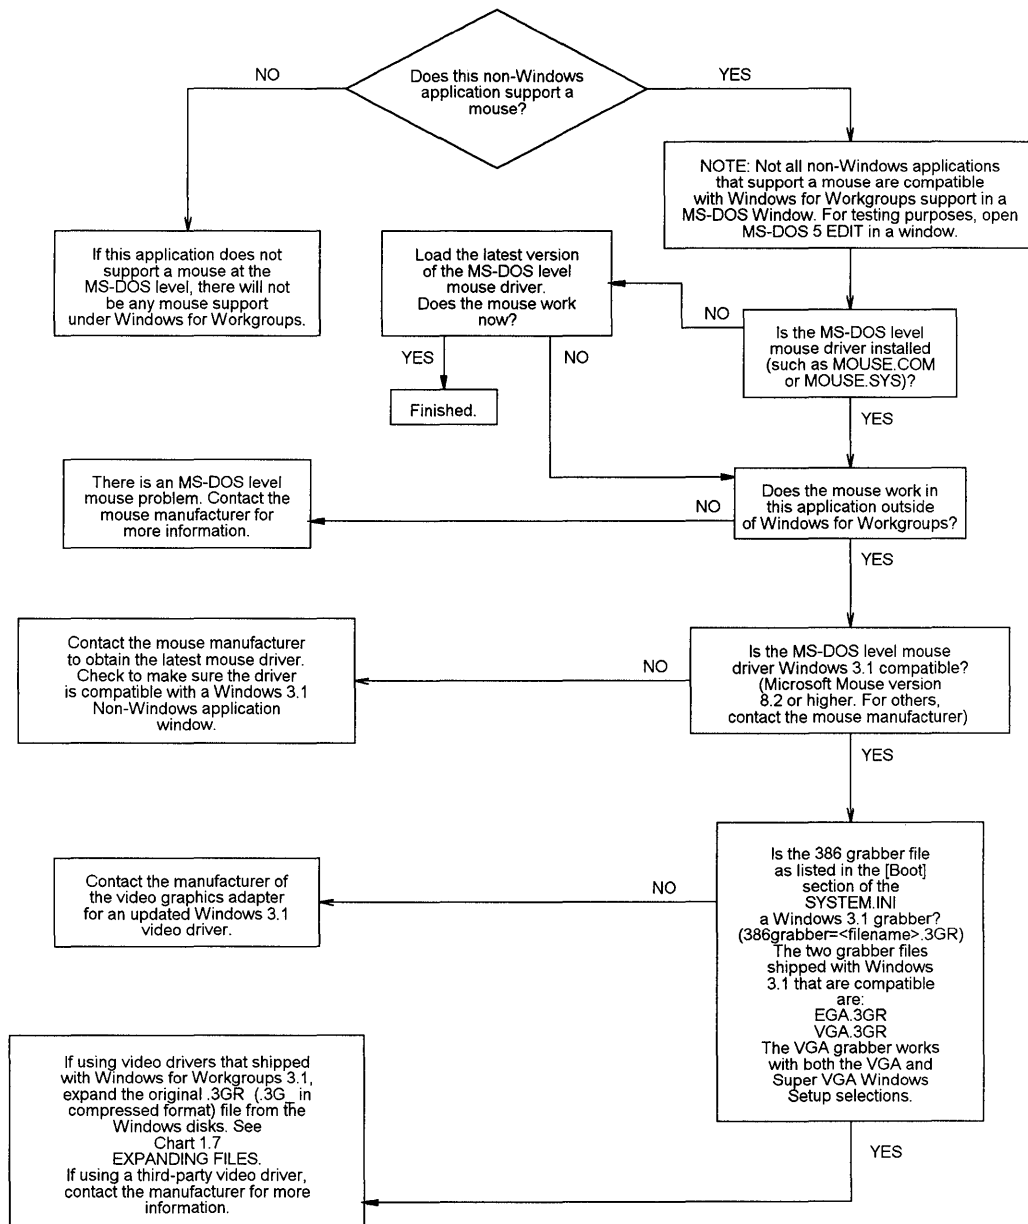 NO
Does this non-Windows
application support a
mouse?
YES
NOTE: Not all non-Windows applications
that support a mouse are compatible
with Windows for Workgroups support in a
MS-DOS Window. For testing purposes, open
MS-DOS 5 EDIT in a window.
If this application does not
support a mouse at the
MS-DOS level, there will not
be any mouse support
under Windows for Workgroups.
Load the latest version
of the MS-DOS level
mouse driver.
Does the mouse work
now?
NO
Is the MS-DOS level
mouse driver installed
(such as MOUSE.COM
or MOUSE.SYS)?
YES
NO
Finished.
YES
There is an MS-DOS level
mouse problem. Contact the
mouse manufacturer for
more information.
NO
Does the mouse work in
this application outside
of Windows for Workgroups?
YES
Contact the mouse manufacturer
to obtain the latest mouse driver.
Check to make sure the driver
is compatible with a Windows 3.1
Non-Windows application
window.
NO
Is the MS-DOS level mouse
driver Windows 3.1 compatible?
(Microsoft Mouse version
8.2 or higher. For others,
contact the mouse manufacturer)
YES
Contact the manufacturer of
the video graphics adapter
for an updated Windows 3.1
video driver.
NO
Is the 386 grabber file
as listed in the [Boot]
section of the
SYSTEM.INI
a Windows 3.1 grabber?
(386grabber=<filename>.3GR)
The two grabber files
shipped with Windows
3.1 that are compatible
are:
EGA.3GR
VGA.3GR
The VGA grabber works
with both the VGA and
Super VGA Windows
Setup selections.
YES
If using video drivers that shipped
with Windows for Workgroups 3.1,
expand the original .3GR (.3G_ in
compressed format) file from the
Windows disks. See
Chart 1.7
EXPANDING FILES.
If using a third-party video driver,
contact the manufacturer for more
information.